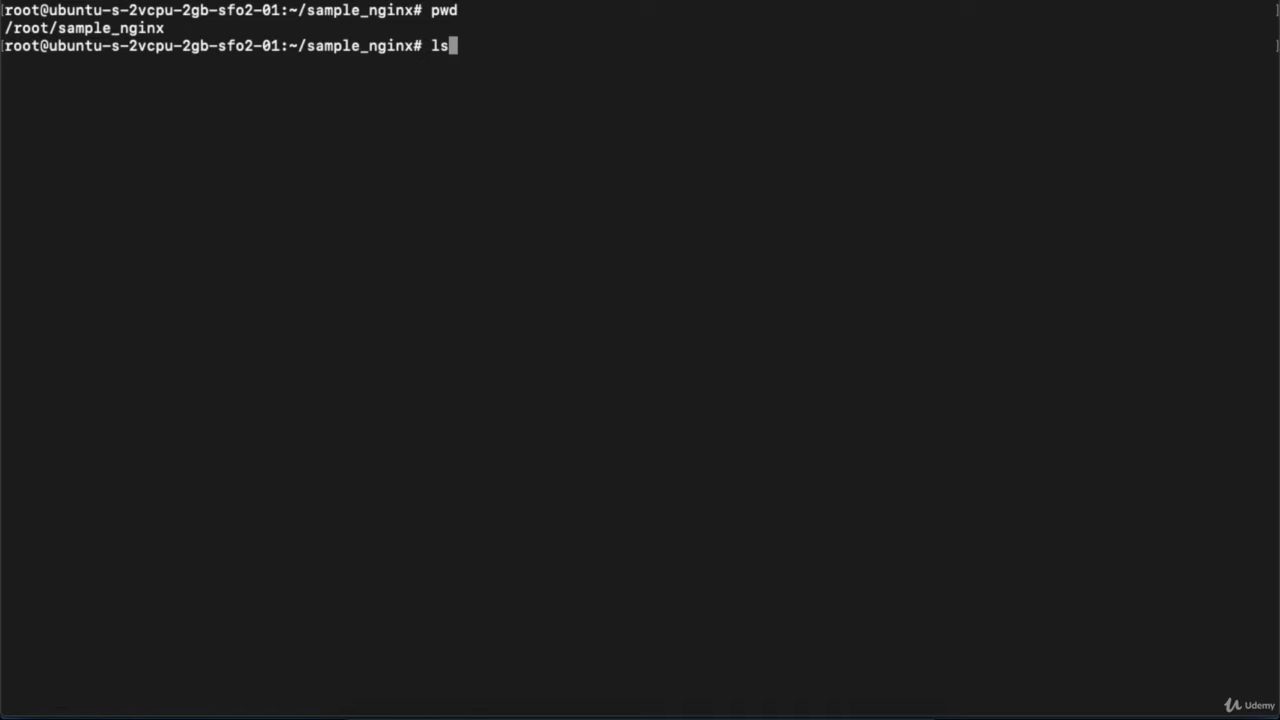 [root@ubuntu-s-2vcpu-2gb-sfo2-01:~/sample_nginx# pwd ]
/root/sample_nginx
[root@ubuntu-s-2vcpu-2gb-sfo2-01:~/sample_nginx# ls ]
Udemy